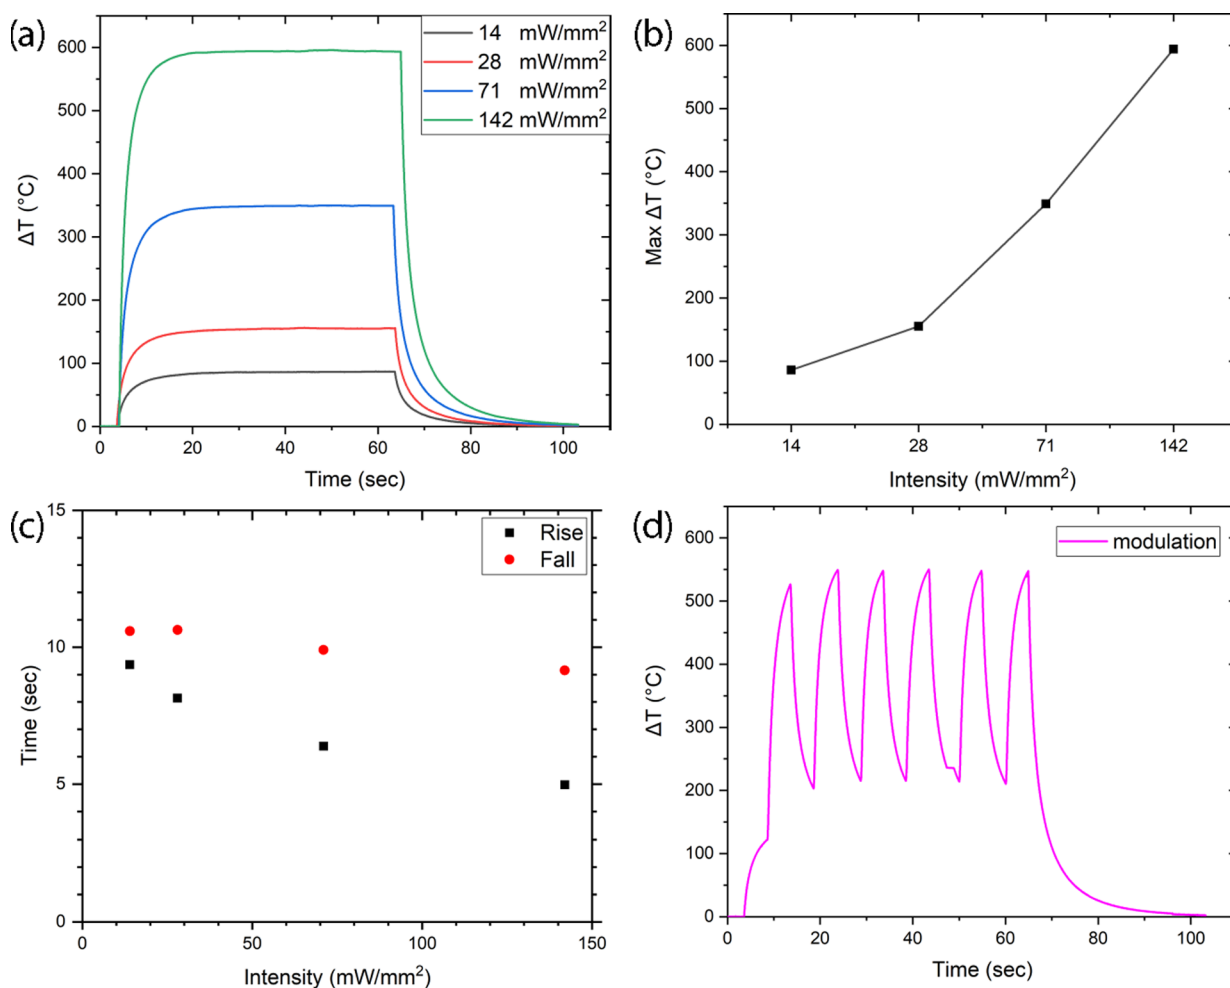 (a)
14 mW/mm²
28 mW/mm²
71 mW/mm²
142 mW/mm²
600
500
400
300
200
100
0
ΔT (°C)
0 20 40 60 80 100
Time (sec)
(b)
600
500
400
300
200
100
0
Max ΔT (°C)
14 28 71 142
Intensity (mW/mm²)
(c)
Rise
Fall
15
10
5
0
Time (sec)
0 50 100 150
Intensity (mW/mm²)
(d)
modulation
600
500
400
300
200
100
0
ΔT (°C)
0 20 40 60 80 100
Time (sec)